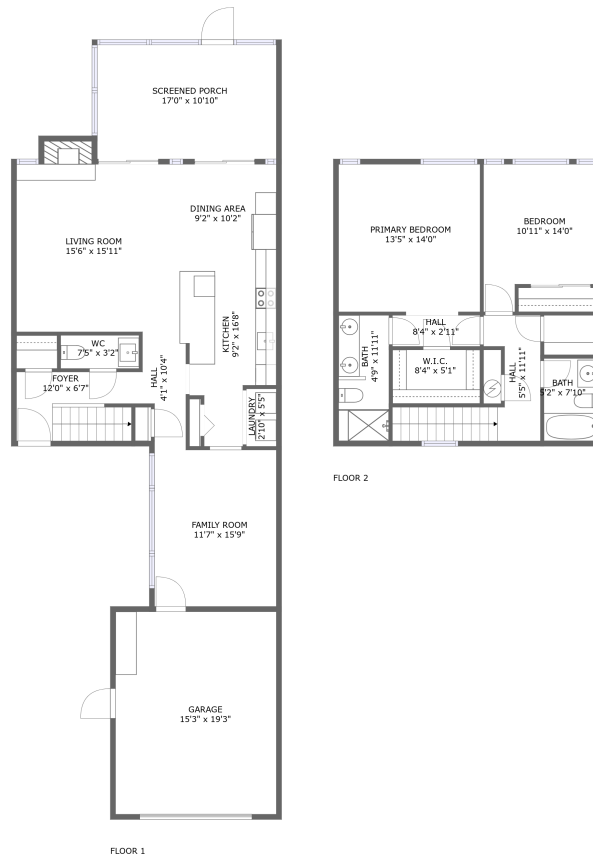 SCREENED PORCH
17'0" x 10'10"
DINING AREA
9'2" x 10'2"
LIVING ROOM
15'6" x 15'11"
KITCHEN
9'2" x 16'8"
WC
7'5" x 3'2"
FOYER
12'0" x 6'7"
HALL
4'1" x 10'4"
LAUNDRY
2'10" x 5'5"
FAMILY ROOM
11'7" x 15'9"
GARAGE
15'3" x 19'3"
FLOOR 1
PRIMARY BEDROOM
13'5" x 14'0"
BEDROOM
10'11" x 14'0"
HALL
8'4" x 2'11"
BATH
4'9" x 11'11"
W.I.C.
8'4" x 5'1"
HALL
5'5" x 11'11"
BATH
5'2" x 7'10"
FLOOR 2